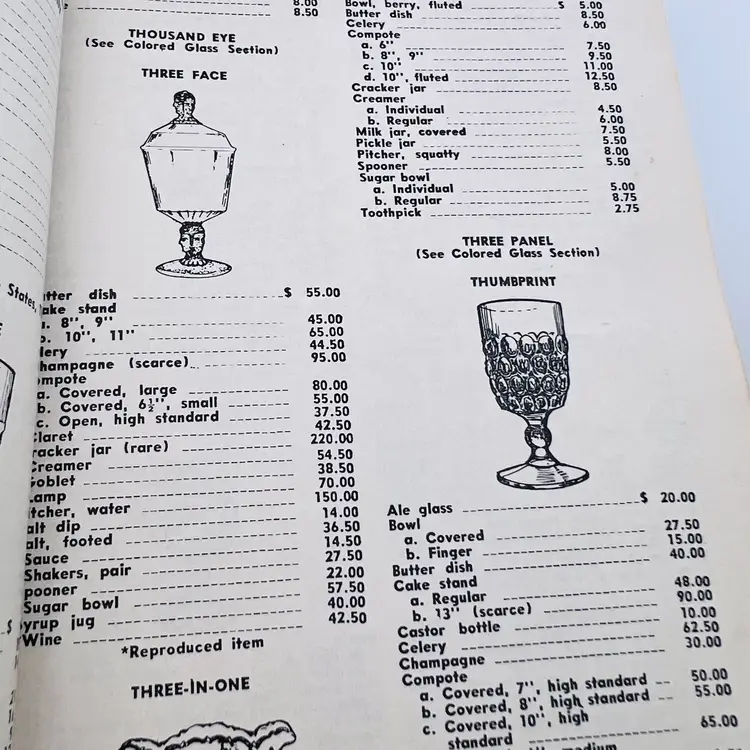 8.00
8.50
THOUSAND EYE
(See Colored Glass Section)
THREE FACE
utter dish $ 55.00
ake stand
a. 8", 9" 45.00
b. 10", 11" 65.00
elery 44.50
hampagne (scarce) 95.00
ompote
a. Covered, large 80.00
b. Covered, 6½", small 55.00
c. Open, high standard 37.50
Claret 42.50
racker jar (rare) 220.00
Creamer 54.50
Goblet 38.50
Lamp 70.00
itcher, water 150.00
alt dip 14.00
alt, footed 36.50
Sauce 14.50
Shakers, pair 27.50
pooner 22.00
Sugar bowl 57.50
yrup jug 40.00
Wine 42.50
*Reproduced item
THREE-IN-ONE
Bowl, berry, fluted $ 5.00
Butter dish 8.50
Celery 6.00
Compote
a. 6" 7.50
b. 8", 9" 9.50
c. 10" 11.00
d. 10", fluted 12.50
Cracker jar 8.50
Creamer
a. Individual 4.50
b. Regular 6.00
Milk jar, covered 7.50
Pickle jar 5.50
Pitcher, squatty 8.00
Spooner 5.50
Sugar bowl
a. Individual 5.00
b. Regular 8.75
Toothpick 2.75
THREE PANEL
(See Colored Glass Section)
THUMBPRINT
Ale glass $ 20.00
Bowl
a. Covered 27.50
b. Finger 15.00
Butter dish 40.00
Cake stand
a. Regular 48.00
b. 13" (scarce) 90.00
Castor bottle 10.00
Celery 62.50
Champagne 30.00
Compote
a. Covered, 7", high standard 50.00
b. Covered, 8", high standard 55.00
c. Covered, 10", high
standard 65.00
States,